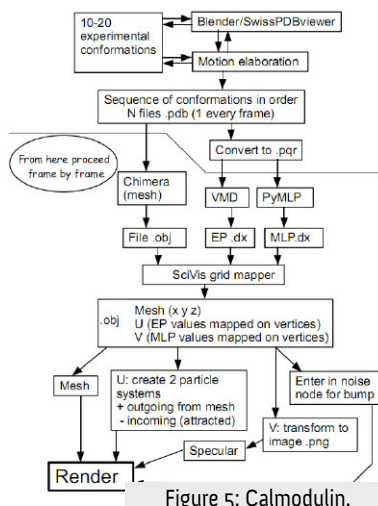 10-20
experimental
conformations
Blender/SwissPDBviewer
Motion elaboration
Sequence of conformations in order
N files .pdb (1 every frame)
From here proceed
frame by frame
Convert to .pqr
Chimera
(mesh)
VMD
PyMLP
File .obj
EP .dx
MLP.dx
SciVis grid mapper
.obj
Mesh (x y z)
U (EP values mapped on vertices)
V (MLP values mapped on vertices)
Mesh
U: create 2 particle
systems
+ outgoing from mesh
- incoming (attracted)
Enter in noise
node for bump
V: transform to
image .png
Specular
Render
Figure 5: Calmodulin.